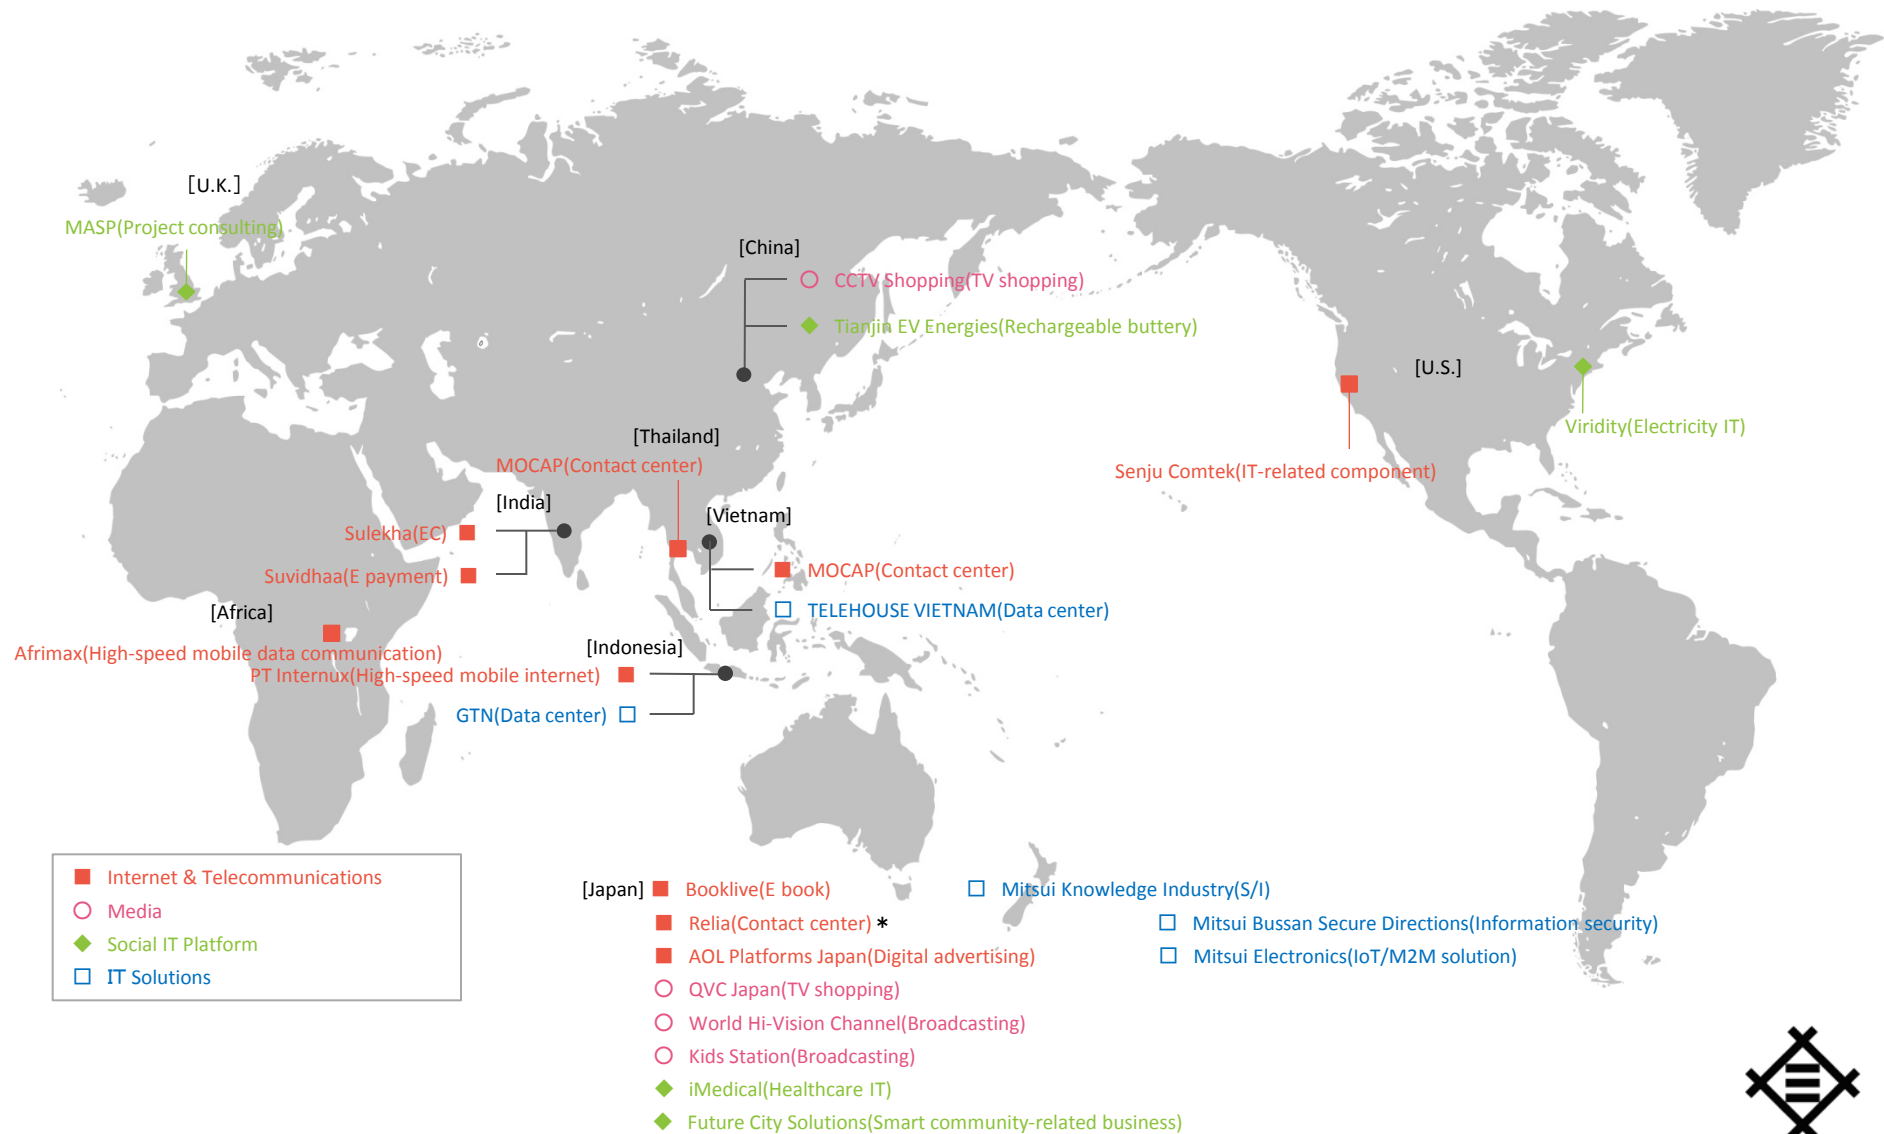 [U.K.]
MASP(Project consulting)
[China]
CCTV Shopping(TV shopping)
Tianjin EV Energies(Rechargeable buttery)
[U.S.]
Viridity(Electricity IT)
Senju Comtek(IT-related component)
[Thailand]
MOCAP(Contact center)
[India]
Sulekha(EC)
Suvidhaa(E payment)
[Vietnam]
MOCAP(Contact center)
TELEHOUSE VIETNAM(Data center)
[Africa]
Afrimax(High-speed mobile data communication)
[Indonesia]
PT Internux(High-speed mobile internet)
GTN(Data center)
Internet & Telecommunications
Media
Social IT Platform
IT Solutions
[Japan] Booklive(E book)
Relia(Contact center) *
AOL Platforms Japan(Digital advertising)
QVC Japan(TV shopping)
World Hi-Vision Channel(Broadcasting)
Kids Station(Broadcasting)
iMedical(Healthcare IT)
Future City Solutions(Smart community-related business)
Mitsui Knowledge Industry(S/I)
Mitsui Bussan Secure Directions(Information security)
Mitsui Electronics(IoT/M2M solution)